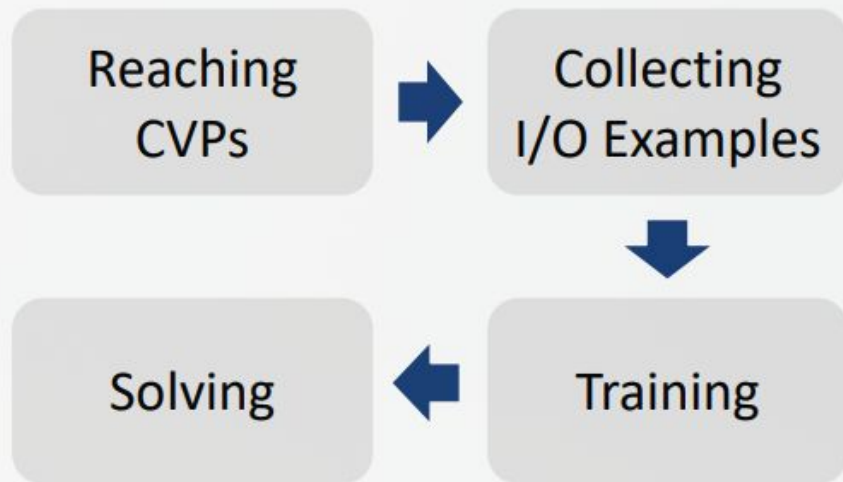 Reaching
CVPs
Collecting
I/O Examples
Solving
Training